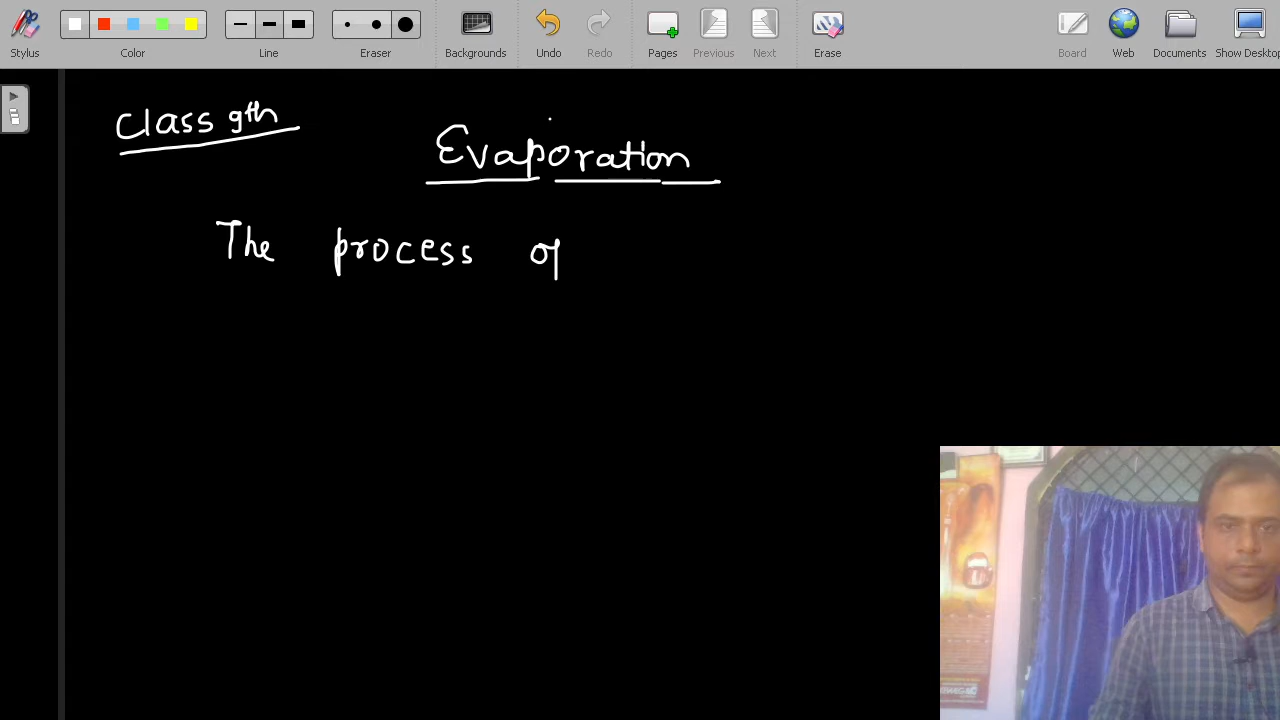 Stylus Color Line Eraser Backgrounds Undo Redo Pages Previous Next Erase Board Web Documents Show Deskto
Class 9th
Evaporation
The process of